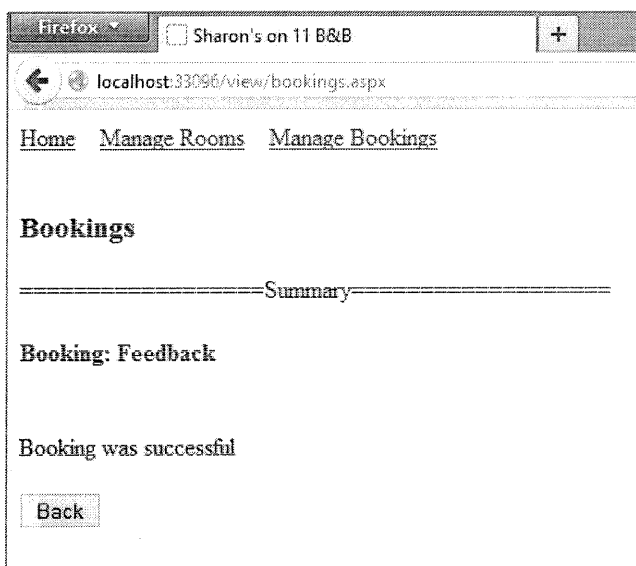 Firefox
Sharon's on 11 B&B
+
localhost:33096/view/bookings.aspx
Home Manage Rooms Manage Bookings
Bookings
==================Summary===================
Booking: Feedback
Booking was successful
Back